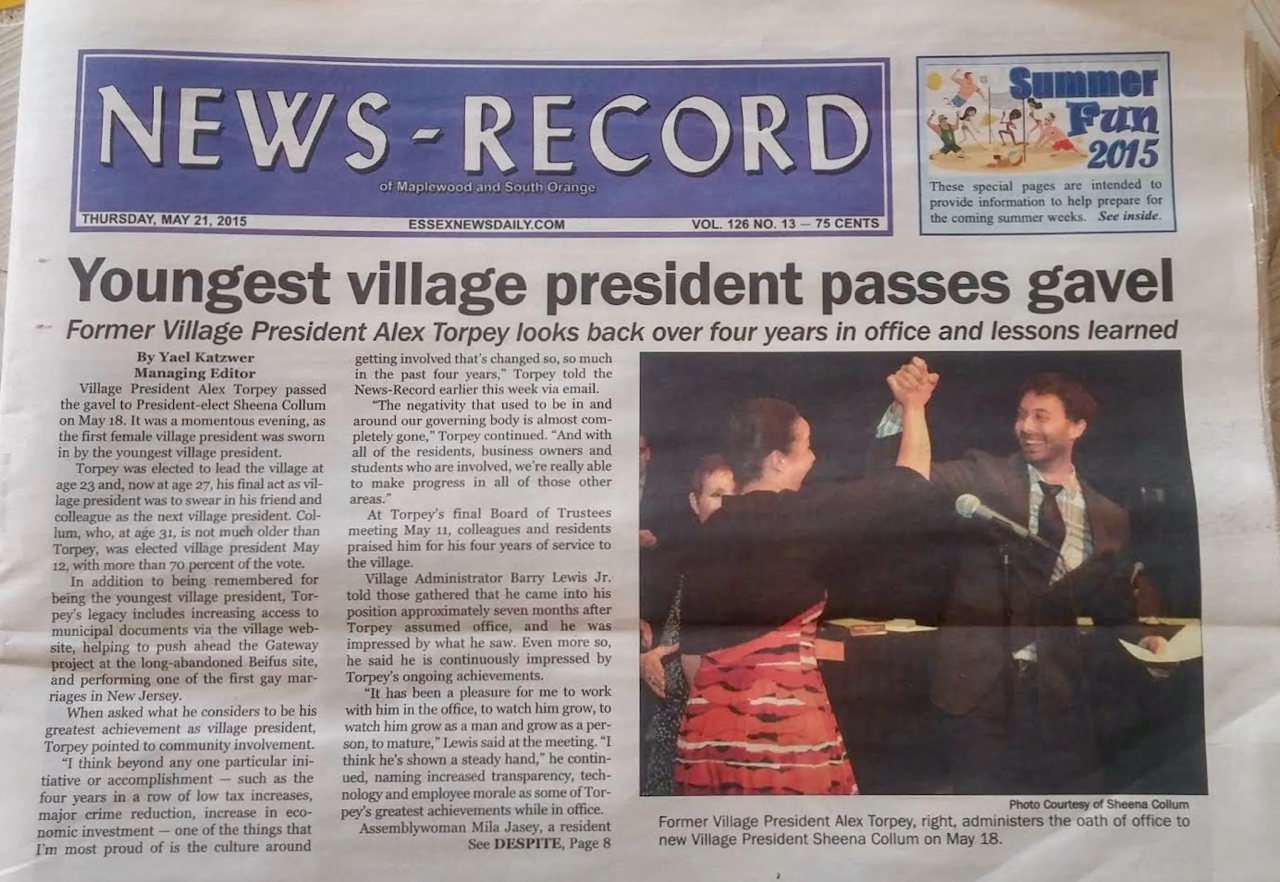 NEWS-RECORD
of Maplewood and South Orange
THURSDAY, MAY 21, 2015 ESSEXNEWSDAILY.COM VOL. 126 NO. 13 — 75 CENTS
Summer
Fun
2015
These special pages are intended to
provide information to help prepare for
the coming summer weeks. See inside.
Youngest village president passes gavel
Former Village President Alex Torpey looks back over four years in office and lessons learned
By Yael Katzwer
Managing Editor
Village President Alex Torpey passed
the gavel to President-elect Sheena Collum
on May 18. It was a momentous evening, as
the first female village president was sworn
in by the youngest village president.
Torpey was elected to lead the village at
age 23 and, now at age 27, his final act as vil-
lage president was to swear in his friend and
colleague as the next village president. Col-
lum, who, at age 31, is not much older than
Torpey, was elected village president May
12, with more than 70 percent of the vote.
In addition to being remembered for
being the youngest village president, Tor-
pey's legacy includes increasing access to
municipal documents via the village web-
site, helping to push ahead the Gateway
project at the long-abandoned Beifus site,
and performing one of the first gay mar-
riages in New Jersey.
When asked what he considers to be his
greatest achievement as village president,
Torpey pointed to community involvement.
"I think beyond any one particular ini-
tiative or accomplishment — such as the
four years in a row of low tax increases,
major crime reduction, increase in eco-
nomic investment — one of the things that
I'm most proud of is the culture around
getting involved that's changed so, so much
in the past four years," Torpey told the
News-Record earlier this week via email.
"The negativity that used to be in and
around our governing body is almost com-
pletely gone," Torpey continued. "And with
all of the residents, business owners and
students who are involved, we're really able
to make progress in all of those other
areas."
At Torpey's final Board of Trustees
meeting May 11, colleagues and residents
praised him for his four years of service to
the village.
Village Administrator Barry Lewis Jr.
told those gathered that he came into his
position approximately seven months after
Torpey assumed office, and he was
impressed by what he saw. Even more so,
he said he is continuously impressed by
Torpey's ongoing achievements.
"It has been a pleasure for me to work
with him in the office, to watch him grow, to
watch him grow as a man and grow as a per-
son, to mature," Lewis said at the meeting. "I
think he's shown a steady hand," he contin-
ued, naming increased transparency, tech-
nology and employee morale as some of Tor-
pey's greatest achievements while in office.
Assemblywoman Mila Jasey, a resident
See DESPITE, Page 8
Photo Courtesy of Sheena Collum
Former Village President Alex Torpey, right, administers the oath of office to
new Village President Sheena Collum on May 18.